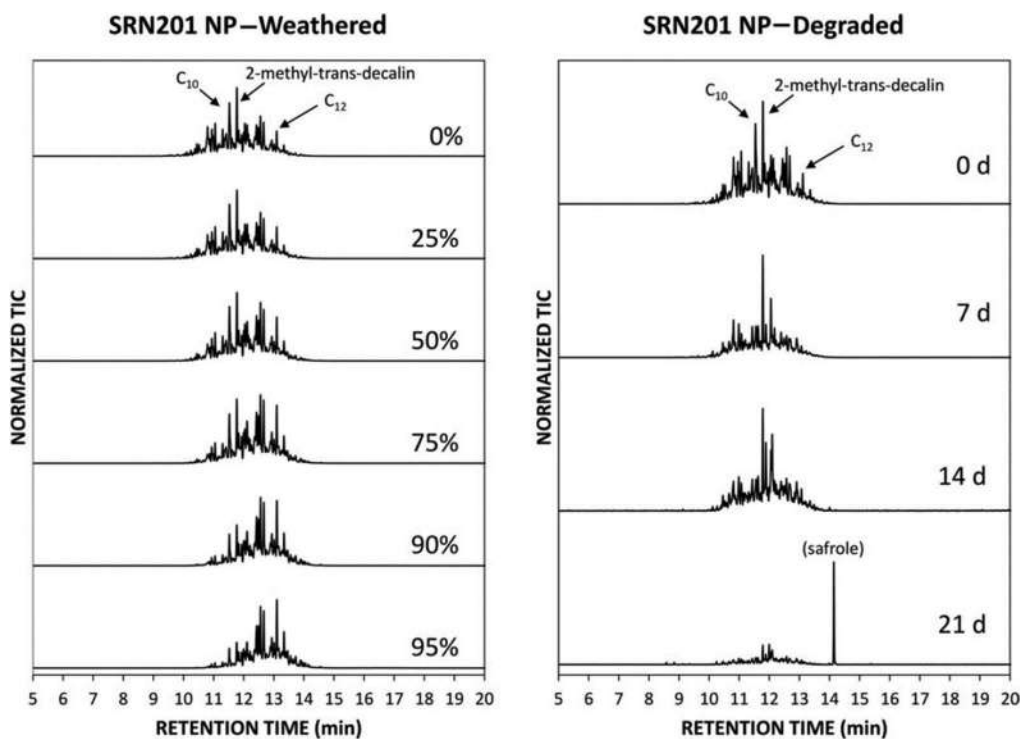 SRN201 NP—Weathered
C10
2-methyl-trans-decalin
C12
0%
25%
50%
75%
90%
95%
NORMALIZED TIC
5 6 7 8 9 10 11 12 13 14 15 16 17 18 19 20
RETENTION TIME (min)
SRN201 NP—Degraded
C10
2-methyl-trans-decalin
C12
0 d
7 d
14 d
(safrole)
21 d
NORMALIZED TIC
5 6 7 8 9 10 11 12 13 14 15 16 17 18 19 20
RETENTION TIME (min)